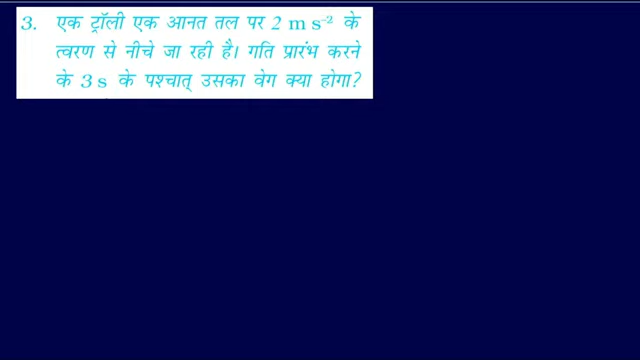 3. एक ट्रॉली एक आनत तल पर 2 m s⁻² के
त्वरण से नीचे जा रही है। गति प्रारंभ करने
के 3 s के पश्चात् उसका वेग क्या होगा?